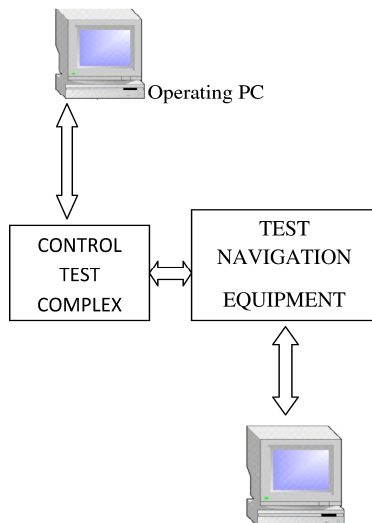 Operating PC
CONTROL
TEST
COMPLEX
TEST
NAVIGATION
EQUIPMENT